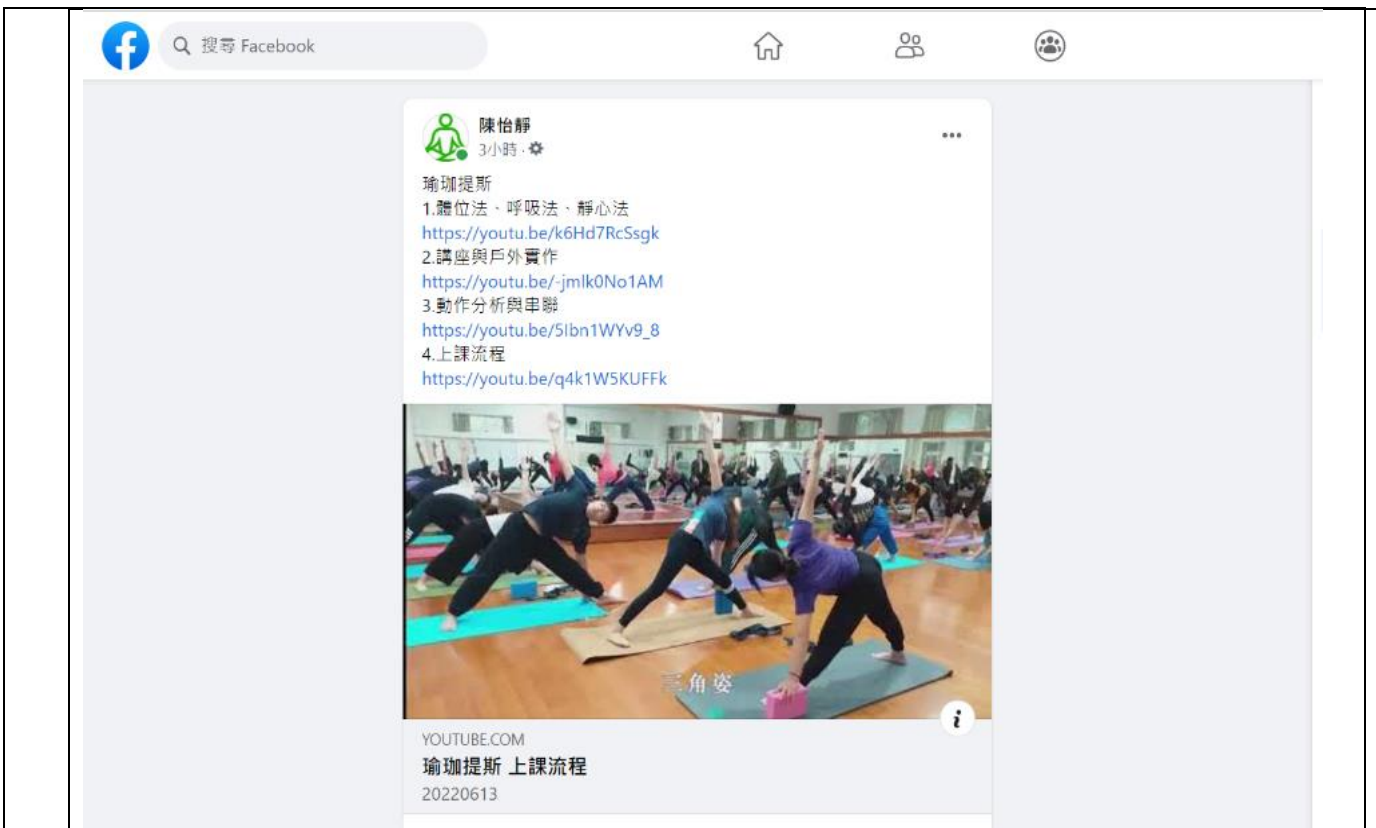 搜尋 Facebook
陳怡靜
3小時
瑜珈提斯
1.體位法、呼吸法、靜心法
https://youtu.be/k6Hd7RcSsgk
2.講座與戶外實作
https://youtu.be/-jmlk0No1AM
3.動作分析與串聯
https://youtu.be/5Ibn1WYv9_8
4.上課流程
https://youtu.be/q4k1W5KUFFk
三角姿
YOUTUBE.COM
瑜珈提斯 上課流程
20220613